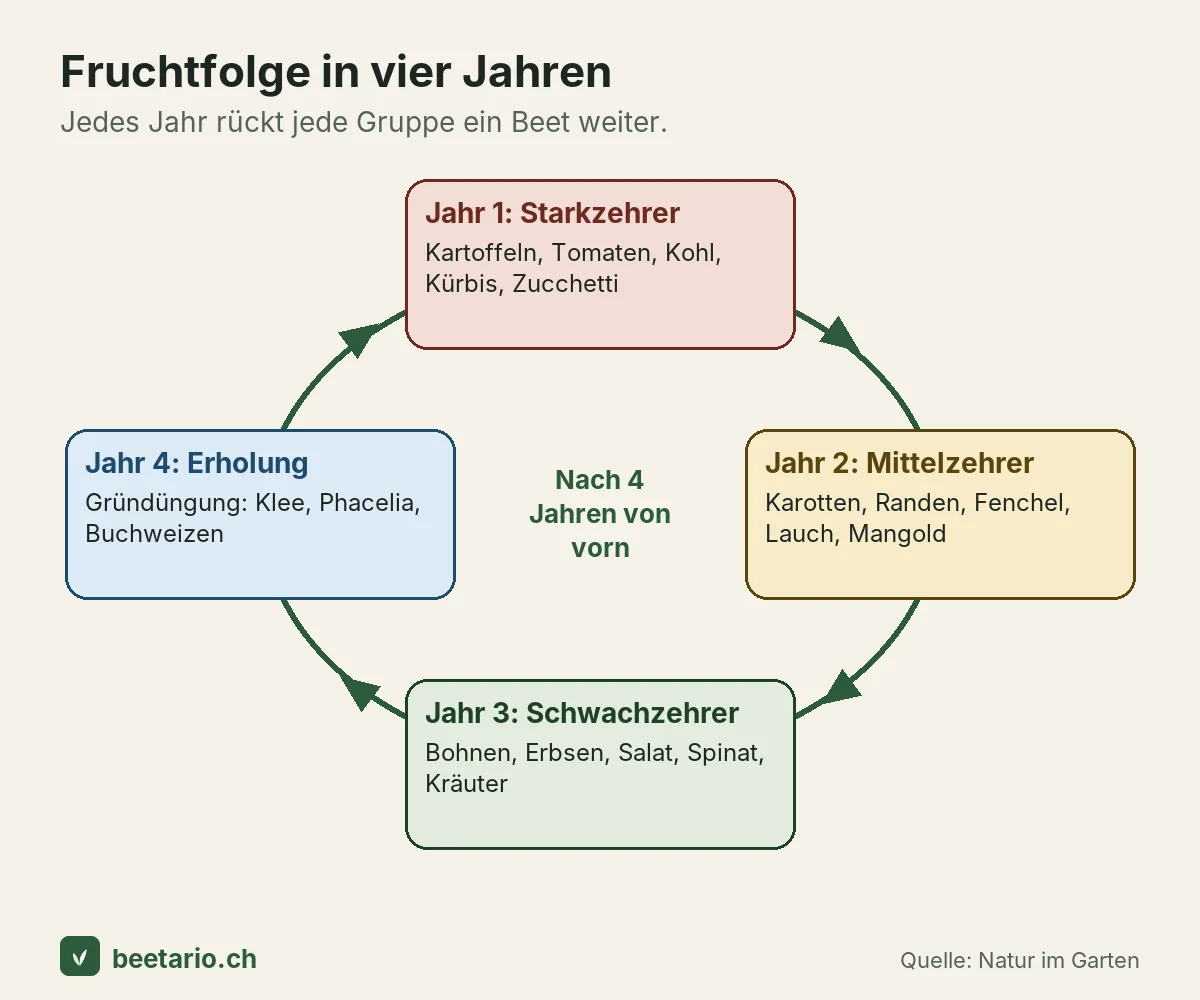 Fruchtfolge in vier Jahren
Jedes Jahr rückt jede Gruppe ein Beet weiter.
Jahr 1: Starkzehrer
Kartoffeln, Tomaten, Kohl,
Kürbis, Zucchetti
Jahr 4: Erholung
Gründüngung: Klee, Phacelia,
Buchweizen
Nach 4
Jahren von
vorn
Jahr 2: Mittelzehrer
Karotten, Randen, Fenchel,
Lauch, Mangold
Jahr 3: Schwachzehrer
Bohnen, Erbsen, Salat, Spinat,
Kräuter
beetario.ch
Quelle: Natur im Garten